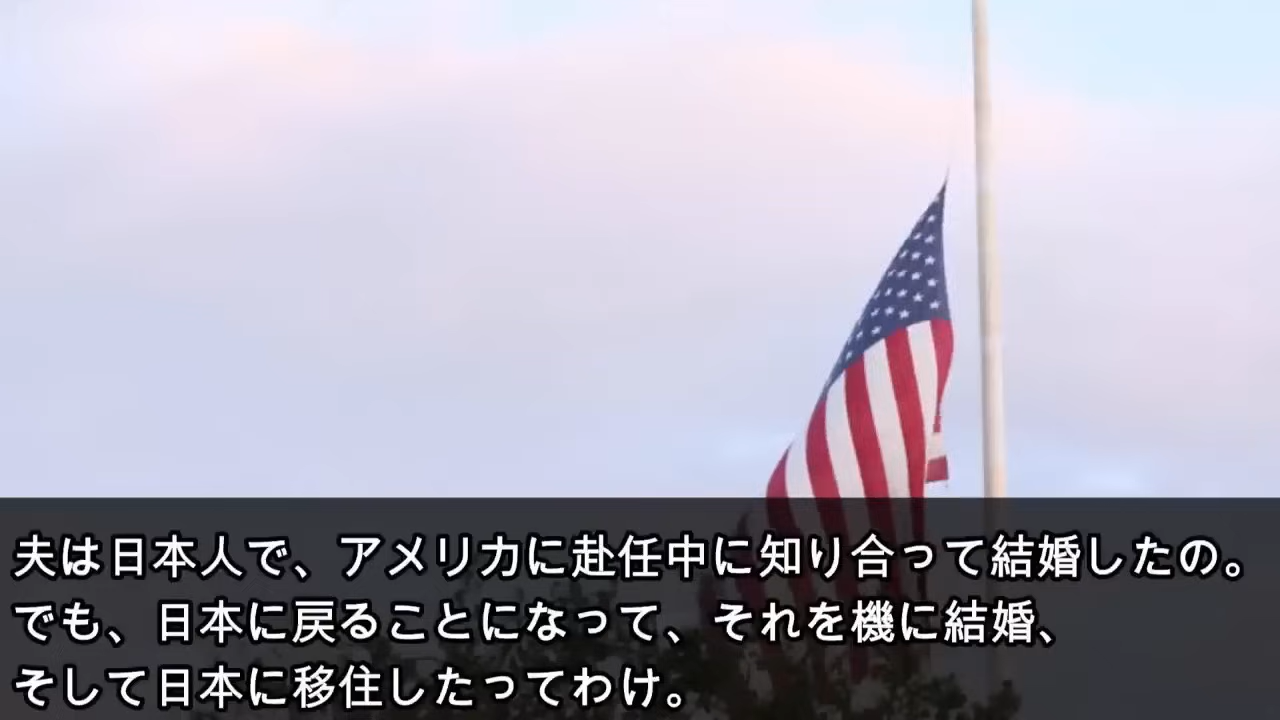 夫は日本人で、アメリカに赴任中に知り合って結婚したの。
でも、日本に戻ることになって、それを機に結婚、
そして日本に移住したってわけ。